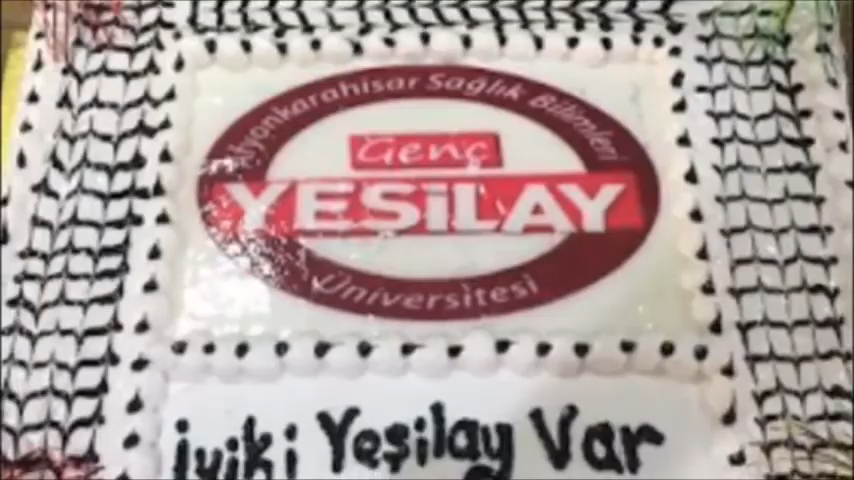 Afyonkarahisar Sağlık Bilimleri
Genç
YEŞİLAY
Üniversitesi
iyiki Yeşilay Var